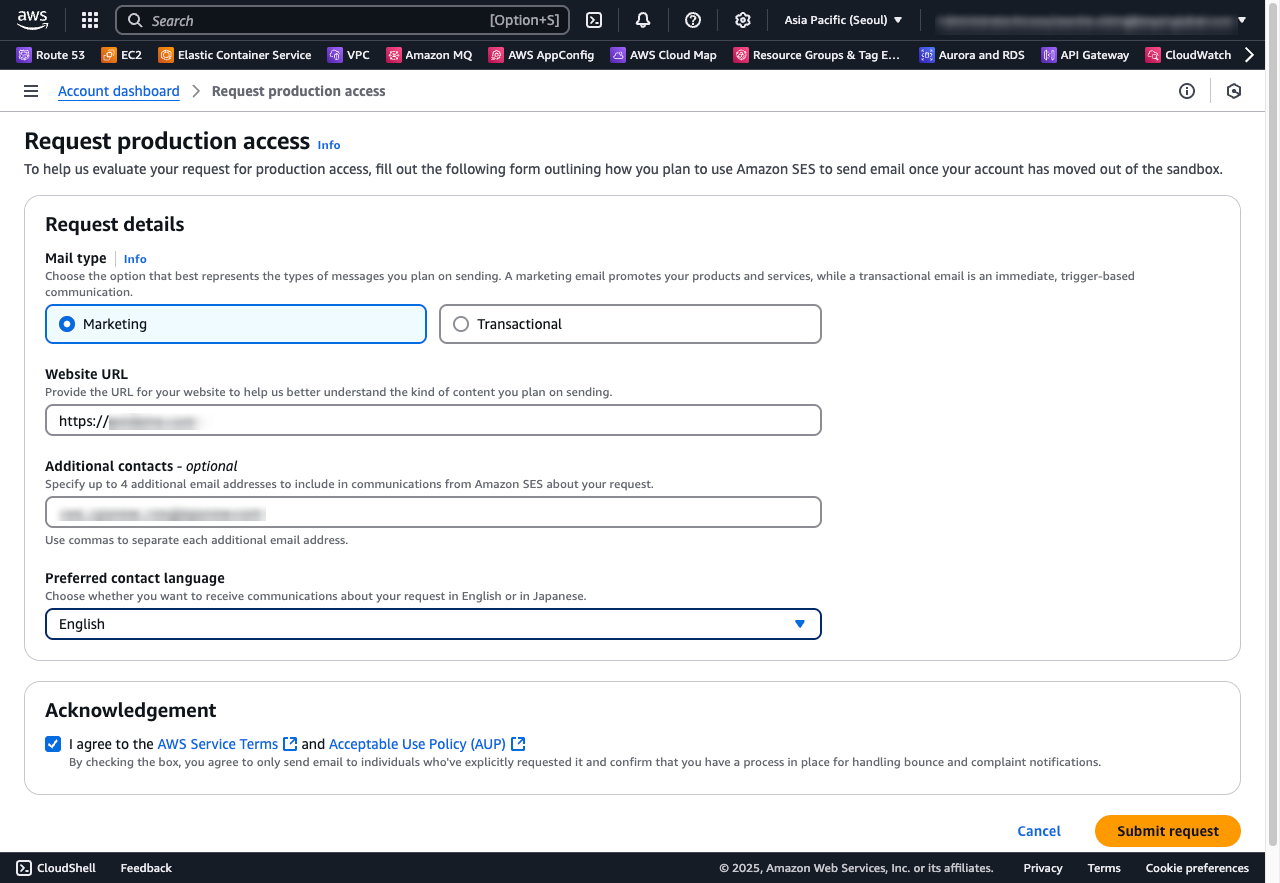 aws
Search [Option+S]
Asia Pacific (Seoul)
Route 53 EC2 Elastic Container Service VPC Amazon MQ AWS AppConfig AWS Cloud Map Resource Groups & Tag E... Aurora and RDS API Gateway CloudWatch
Account dashboard Request production access
Request production access Info
To help us evaluate your request for production access, fill out the following form outlining how you plan to use Amazon SES to send email once your account has moved out of the sandbox.
Request details
Mail type Info
Choose the option that best represents the types of messages you plan on sending. A marketing email promotes your products and services, while a transactional email is an immediate, trigger-based
communication.
Marketing Transactional
Website URL
Provide the URL for your website to help us better understand the kind of content you plan on sending.
https://
Additional contacts - optional
Specify up to 4 additional email addresses to include in communications from Amazon SES about your request.
Use commas to separate each additional email address.
Preferred contact language
Choose whether you want to receive communications about your request in English or in Japanese.
English
Acknowledgement
I agree to the AWS Service Terms and Acceptable Use Policy (AUP)
By checking the box, you agree to only send email to individuals who've explicitly requested it and confirm that you have a process in place for handling bounce and complaint notifications.
Cancel Submit request
CloudShell Feedback © 2025, Amazon Web Services, Inc. or its affiliates. Privacy Terms Cookie preferences